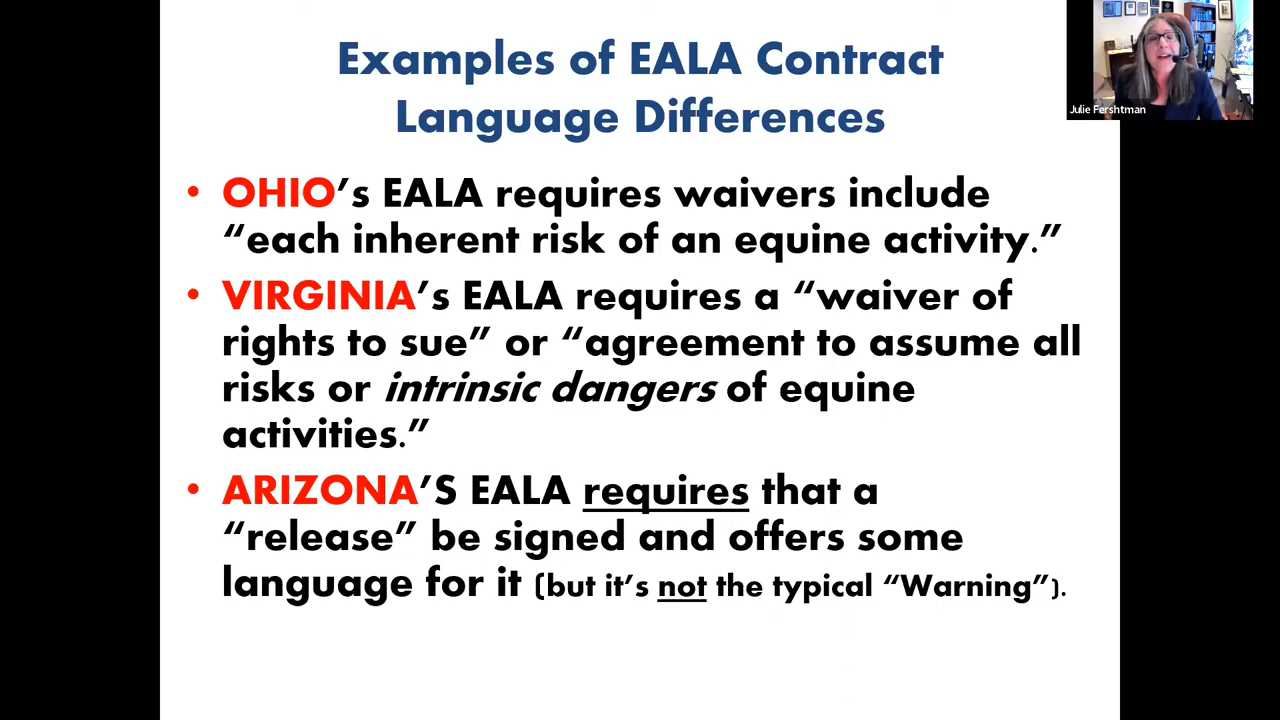 Examples of EALA Contract
Language Differences
Julie Fershtman
• OHIO’s EALA requires waivers include
“each inherent risk of an equine activity.”
• VIRGINIA’s EALA requires a “waiver of
rights to sue” or “agreement to assume all
risks or intrinsic dangers of equine
activities.”
• ARIZONA’S EALA requires that a
“release” be signed and offers some
language for it (but it’s not the typical “Warning”).